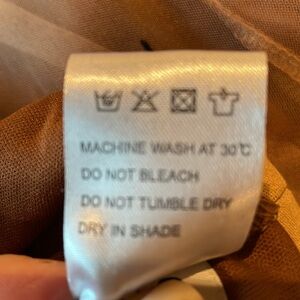 MACHINE WASH AT 30℃
DO NOT BLEACH
DO NOT TUMBLE DRY
DRY IN SHADE